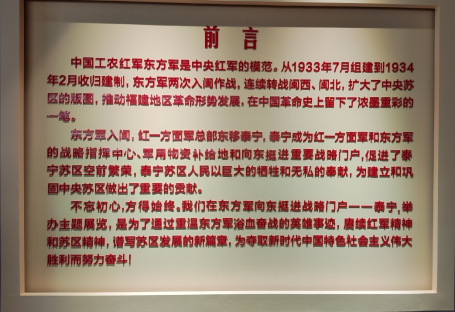 前言
中国工农红军东方军是中央红军的模范。从1933年7月组建到1934
年2月收归建制，东方军两次入闽作战，连续转战闽西、闽北，扩大了中央苏
区的版图，推动福建地区革命形势发展，在中国革命史上留下了浓墨重彩的
一笔。
东方军入闽，红一方面军总部东移泰宁，泰宁成为红一方面军和东方军
的战略指挥中心、军用物资补给地和向东挺进重要战略门户，促进了泰
宁苏区空前繁荣，泰宁苏区人民以巨大的牺牲和无私的奉献，为建立和巩
固中央苏区做出了重要的贡献。
不忘初心，方得始终。我们在东方军向东挺进战略门户一一泰宁，举
办主题展览，是为了通过重温东方军浴血奋战的英雄事迹，赓续红军精神
和苏区精神，谱写苏区发展的新篇章，为夺取新时代中国特色社会主义伟大
胜利而努力奋斗！